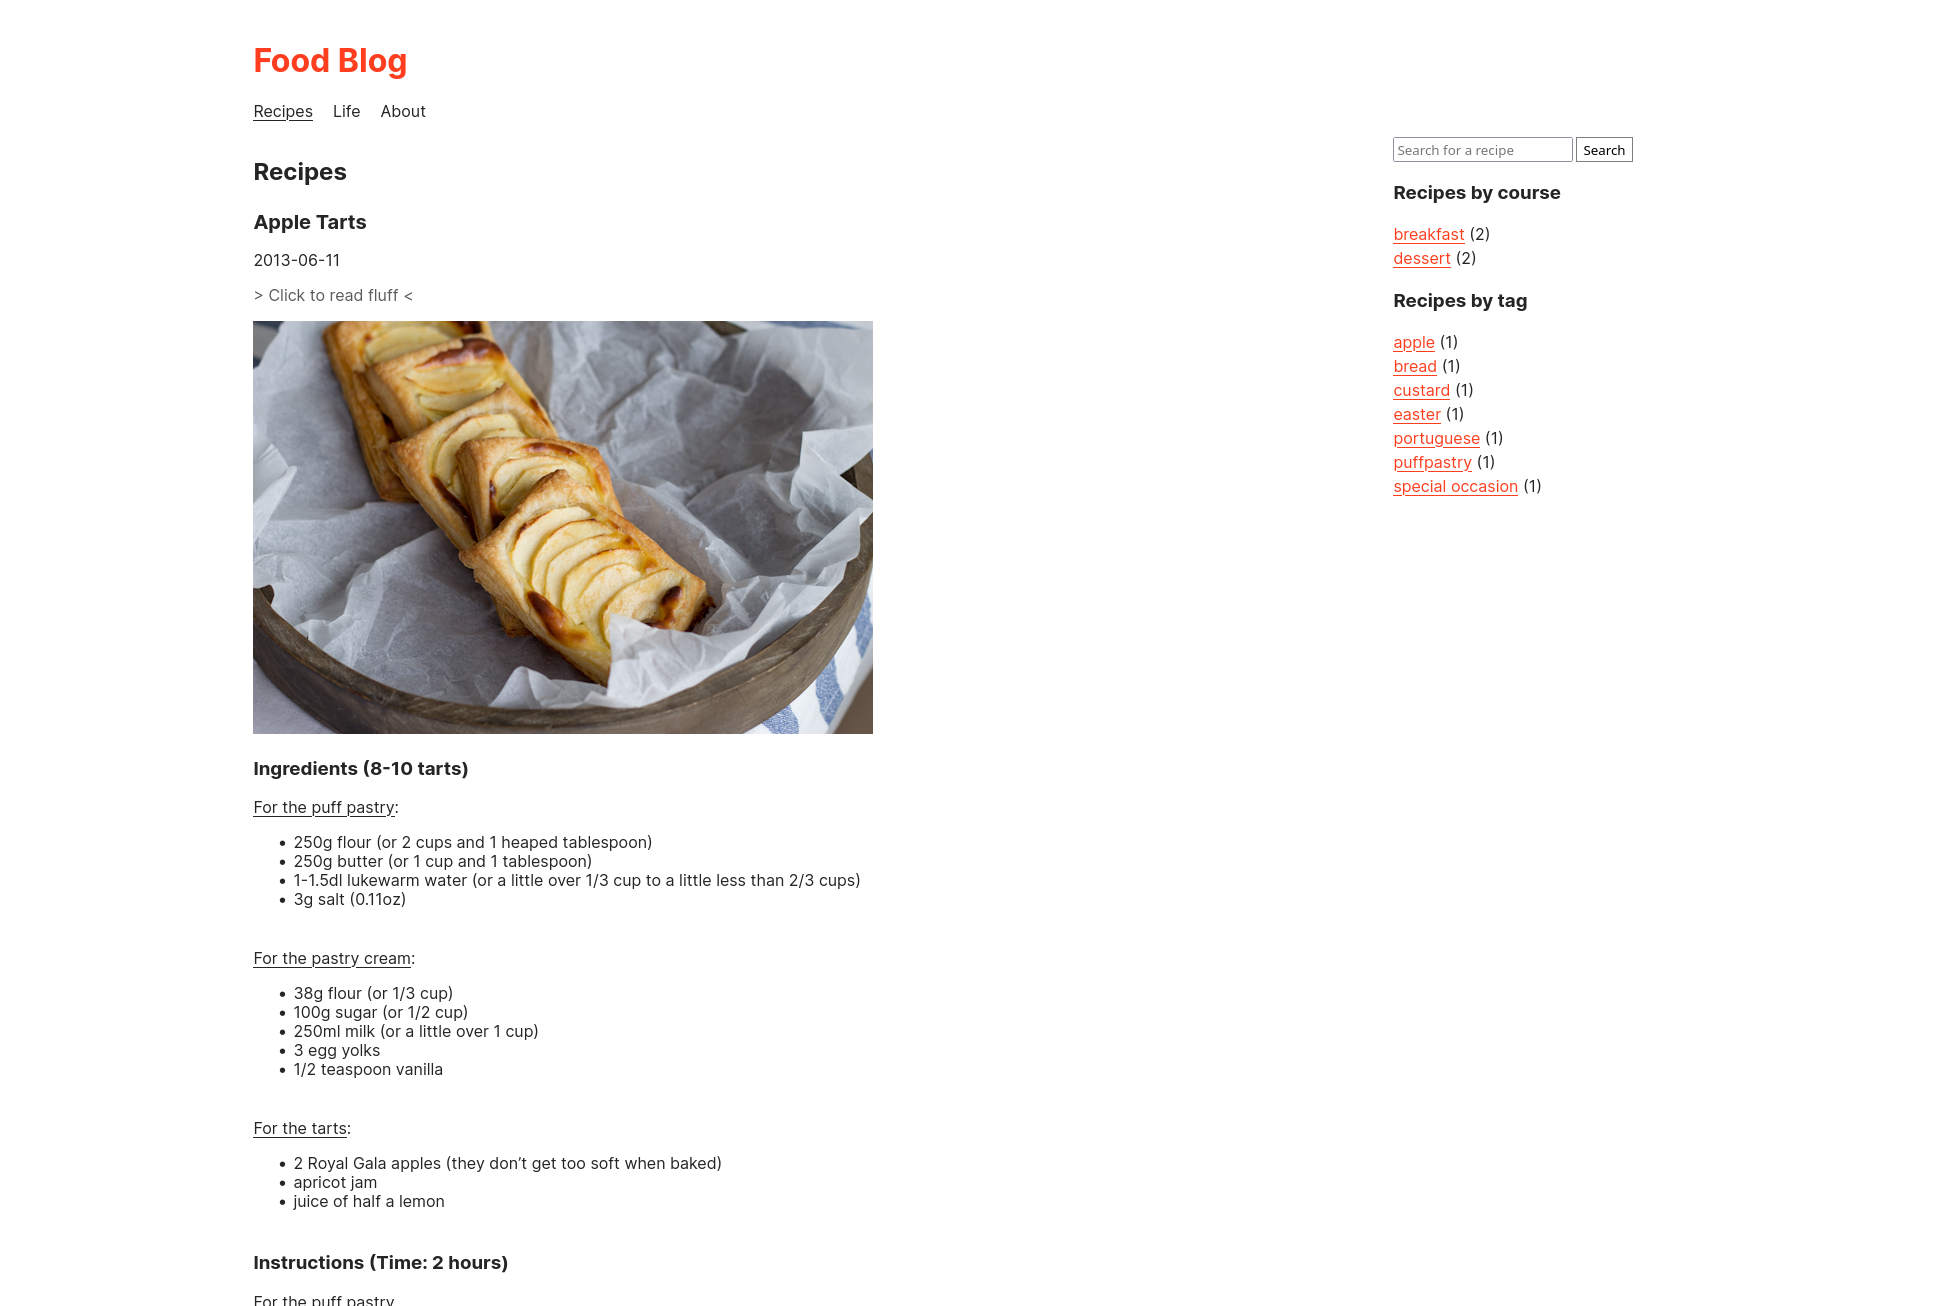 Food Blog
Recipes Life About
Search for a recipe Search
Recipes
Apple Tarts
2013-06-11
> Click to read fluff <
Ingredients (8-10 tarts)
For the puff pastry:
250g flour (or 2 cups and 1 heaped tablespoon)
250g butter (or 1 cup and 1 tablespoon)
1-1.5dl lukewarm water (or a little over 1/3 cup to a little less than 2/3 cups)
3g salt (0.11oz)
For the pastry cream:
38g flour (or 1/3 cup)
100g sugar (or 1/2 cup)
250ml milk (or a little over 1 cup)
3 egg yolks
1/2 teaspoon vanilla
For the tarts:
2 Royal Gala apples (they don’t get too soft when baked)
apricot jam
juice of half a lemon
Instructions (Time: 2 hours)
For the puff pastry
Recipes by course
breakfast (2)
dessert (2)
Recipes by tag
apple (1)
bread (1)
custard (1)
easter (1)
portuguese (1)
puffpastry (1)
special occasion (1)